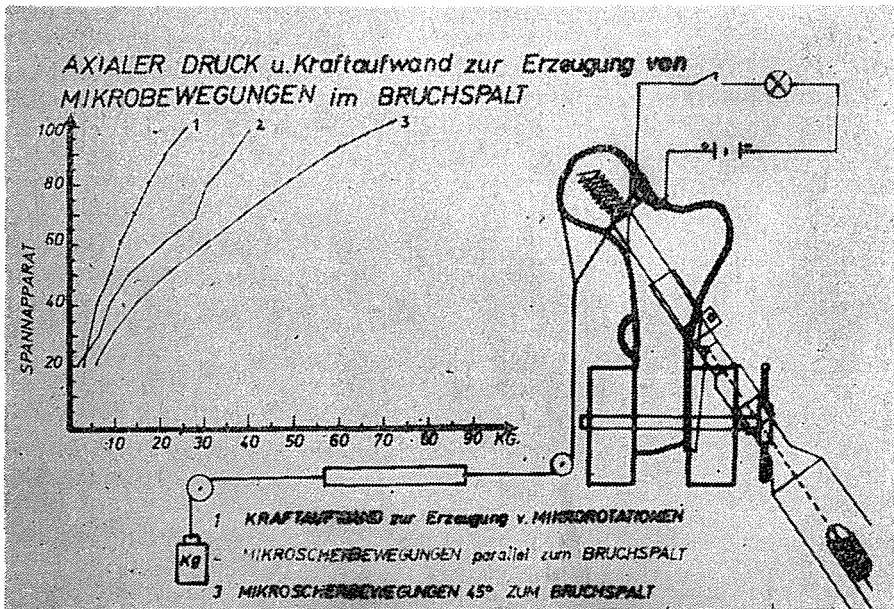 AXIALER DRUCK u. Kraftaufwand zur Erzeugung von
MIKROBEWEGUNGEN im BRUCHSPALT
100
80
60
40
20
SPANNAPPARAT
1 2 3
10 20 30 40 50 60 70 80 90 KG.
Kg
1 KRAFTAUFWAND zur Erzeugung v. MIKROROTATIONEN
MIKROSCHERBEWEGUNGEN parallel zum BRUCHSPALT
3 MIKROSCHERBEWEGUNGEN 45° ZUM BRUCHSPALT